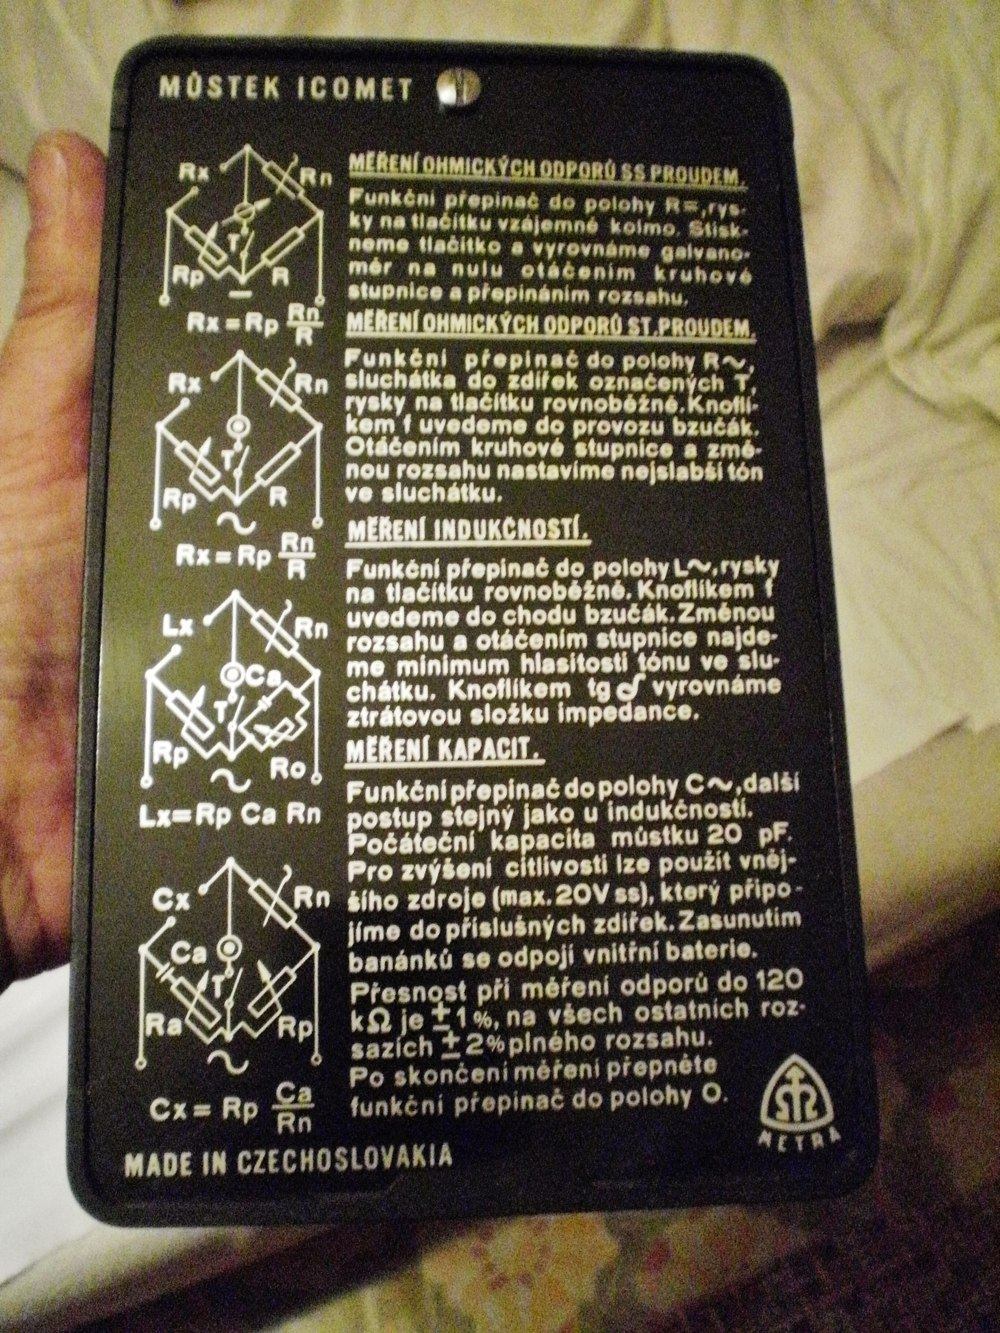 MŮSTEK ICOMET
Rx
Rn
T
Rp
R
Rx = Rp Rn
R
MĚŘENÍ OHMICKÝCH ODPORŮ SS PROUDEM.
Funkční přepinač do polohy R=, rys-
ky na tlačítku vzájemně kolmo. Stisk-
neme tlačítko a vyrovnáme galvano-
měr na nulu otáčením kruhové
stupnice a přepínáním rozsahu.
Rx
Rn
T
Rp
R
Rx = Rp Rn
R
MĚŘENÍ OHMICKÝCH ODPORŮ ST. PROUDEM.
Funkční přepinač do polohy R~,
sluchátka do zdířek označených T,
rysky na tlačítku rovnoběžně. Knoflí-
kem f uvedeme do provozu bzučák.
Otáčením kruhové stupnice a změ-
nou rozsahu nastavíme nejslabší tón
ve sluchátku.
Lx
Rn
Ca
T
Rp
Ro
Lx=Rp Ca Rn
MĚŘENÍ INDUKČNOSTÍ.
Funkční přepinač do polohy L~, rysky
na tlačítku rovnoběžně. Knoflíkem f
uvedeme do chodu bzučák. Změnou
rozsahu a otáčením stupnice najde-
me minimum hlasitosti tónu ve slu-
chátku. Knoflíkem tg δ vyrovnáme
ztrátovou složku impedance.
Cx
Rn
Ca
T
Ra
Rp
Cx = Rp Ca
Rn
MĚŘENÍ KAPACIT.
Funkční přepinač do polohy C~, další
postup stejný jako u indukčností.
Počáteční kapacita můstku 20 pF.
Pro zvýšení citlivosti lze použít vněj-
šího zdroje (max. 20V ss), který připo-
jíme do příslušných zdířek. Zasunutím
banánků se odpojí vnitřní baterie.
Přesnost při měření odporů do 120
kΩ je ±1%, na všech ostatních roz-
sazích ±2% plného rozsahu.
Po skončení měření přepněte
funkční přepinač do polohy O.
METRA
MADE IN CZECHOSLOVAKIA